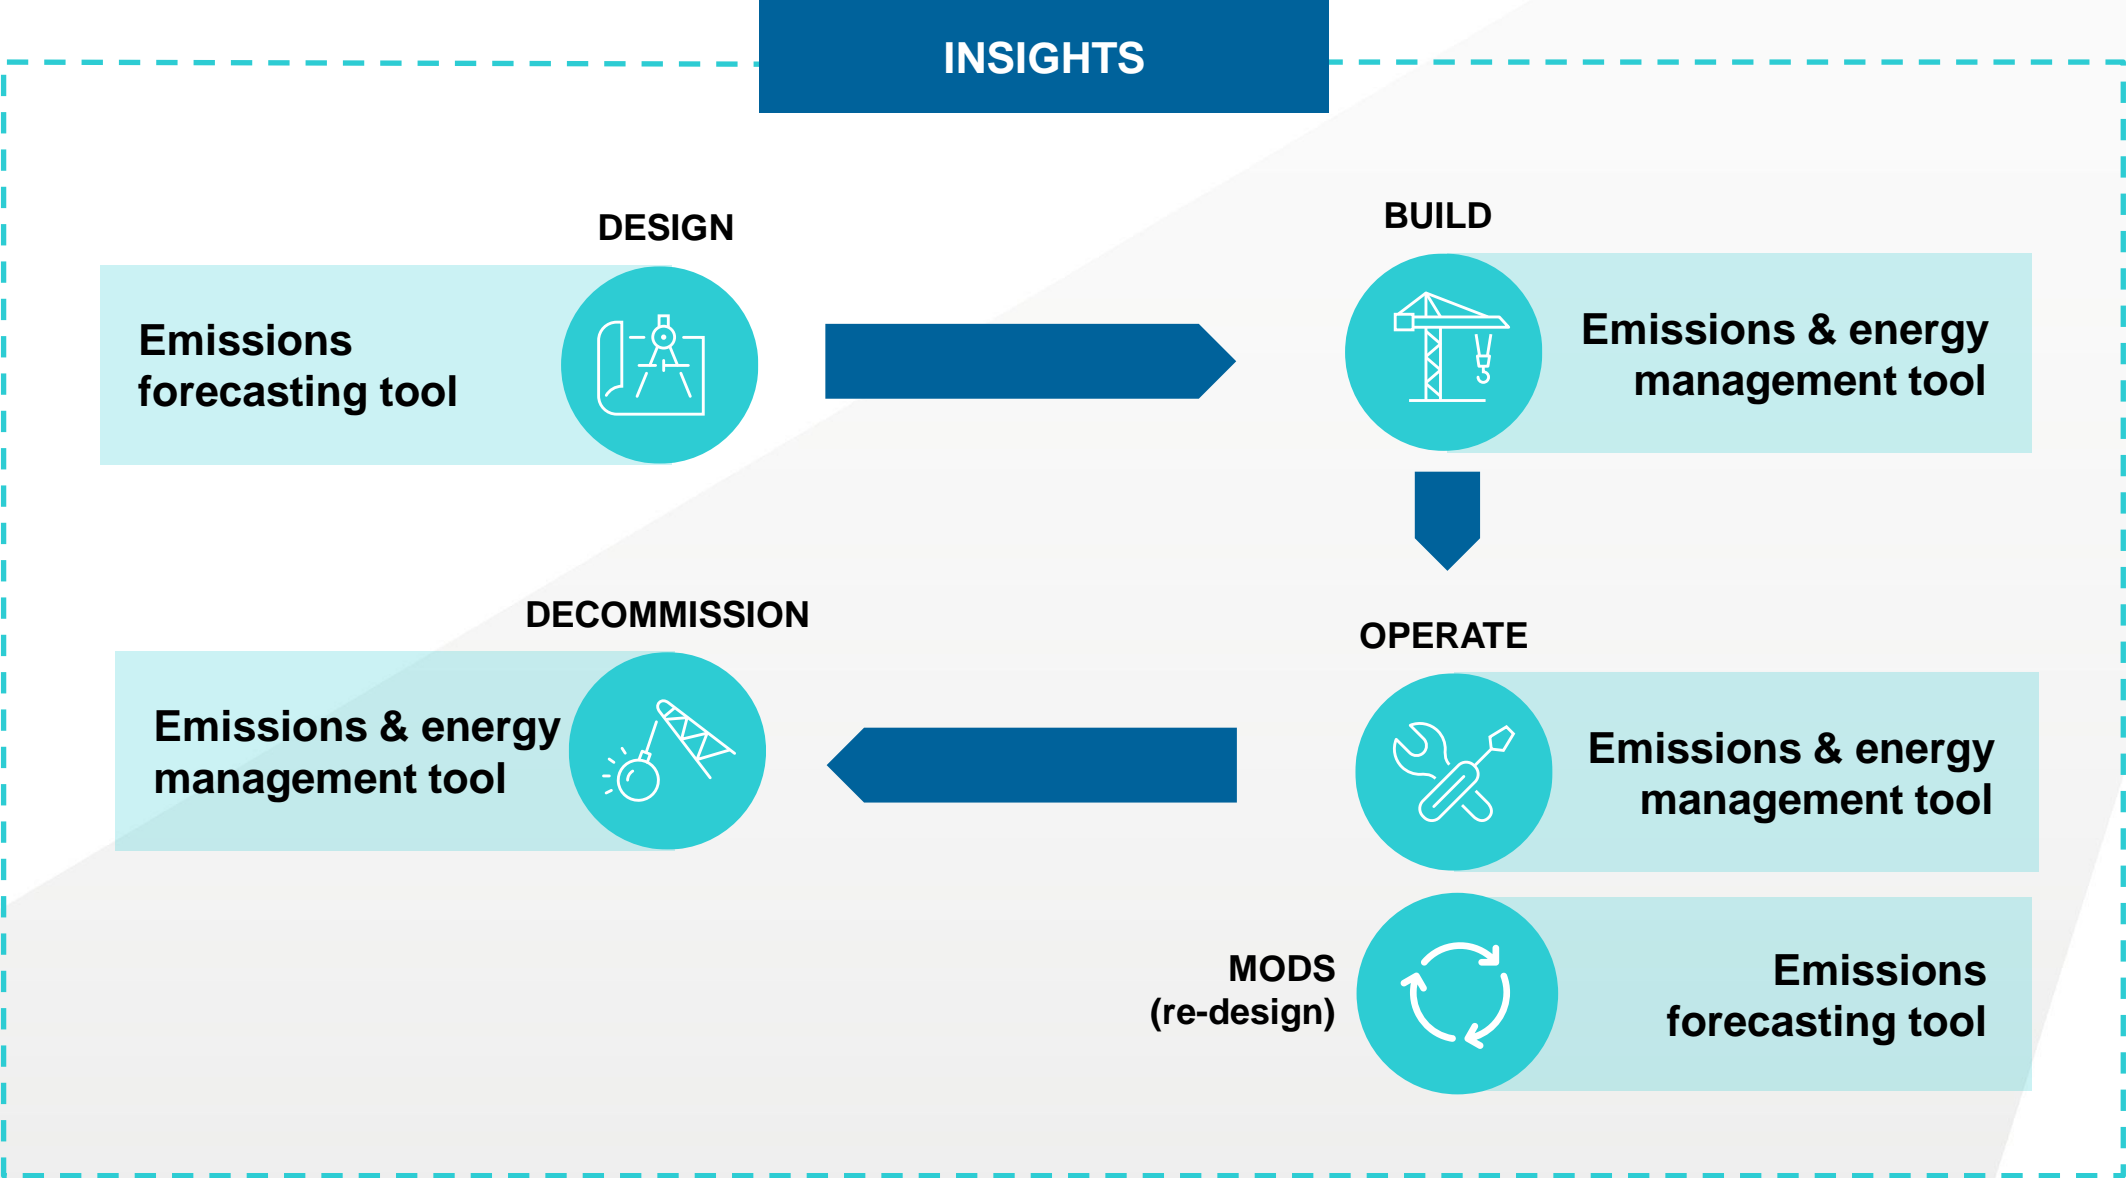 INSIGHTS
DESIGN
Emissions
forecasting tool
BUILD
Emissions & energy
management tool
DECOMMISSION
Emissions & energy
management tool
OPERATE
Emissions & energy
management tool
MODS
(re-design)
Emissions
forecasting tool